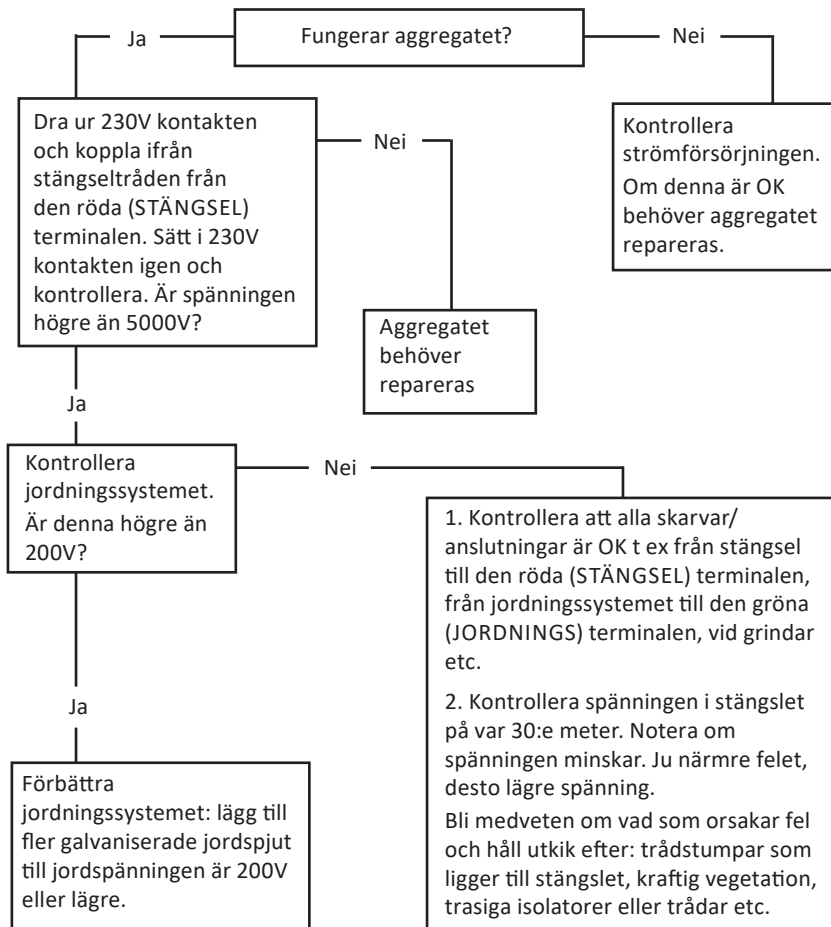 Fungerar aggregatet?
Ja
Nei
Dra ur 230V kontakten
och koppla ifrån
stängseltråden från
den röda (STÄNGSEL)
terminalen. Sätt i 230V
kontakten igen och
kontrollera. Är spänningen
högre än 5000V?
Nei
Kontrollera
strömförsörjningen.
Om denna är OK
behöver aggregatet
repareras.
Aggregatet
behöver
repareras
Ja
Kontrollera
jordningssystemet.
Är denna högre än
200V?
Nei
1. Kontrollera att alla skarvar/
anslutningar är OK t ex från stängsel
till den röda (STÄNGSEL) terminalen,
från jordningssystemet till den gröna
(JORDNINGS) terminalen, vid grindar
etc.
2. Kontrollera spänningen i stängslet
på var 30:e meter. Notera om
spänningen minskar. Ju närmre felet,
desto lägre spänning.
Bli medveten om vad som orsakar fel
och håll utkik efter: trådstumpar som
ligger till stängslet, kraftig vegetation,
trasiga isolatorer eller trådar etc.
Ja
Förbättra
jordningssystemet: lägg till
fler galvaniserade jordspjut
till jordspänningen är 200V
eller lägre.